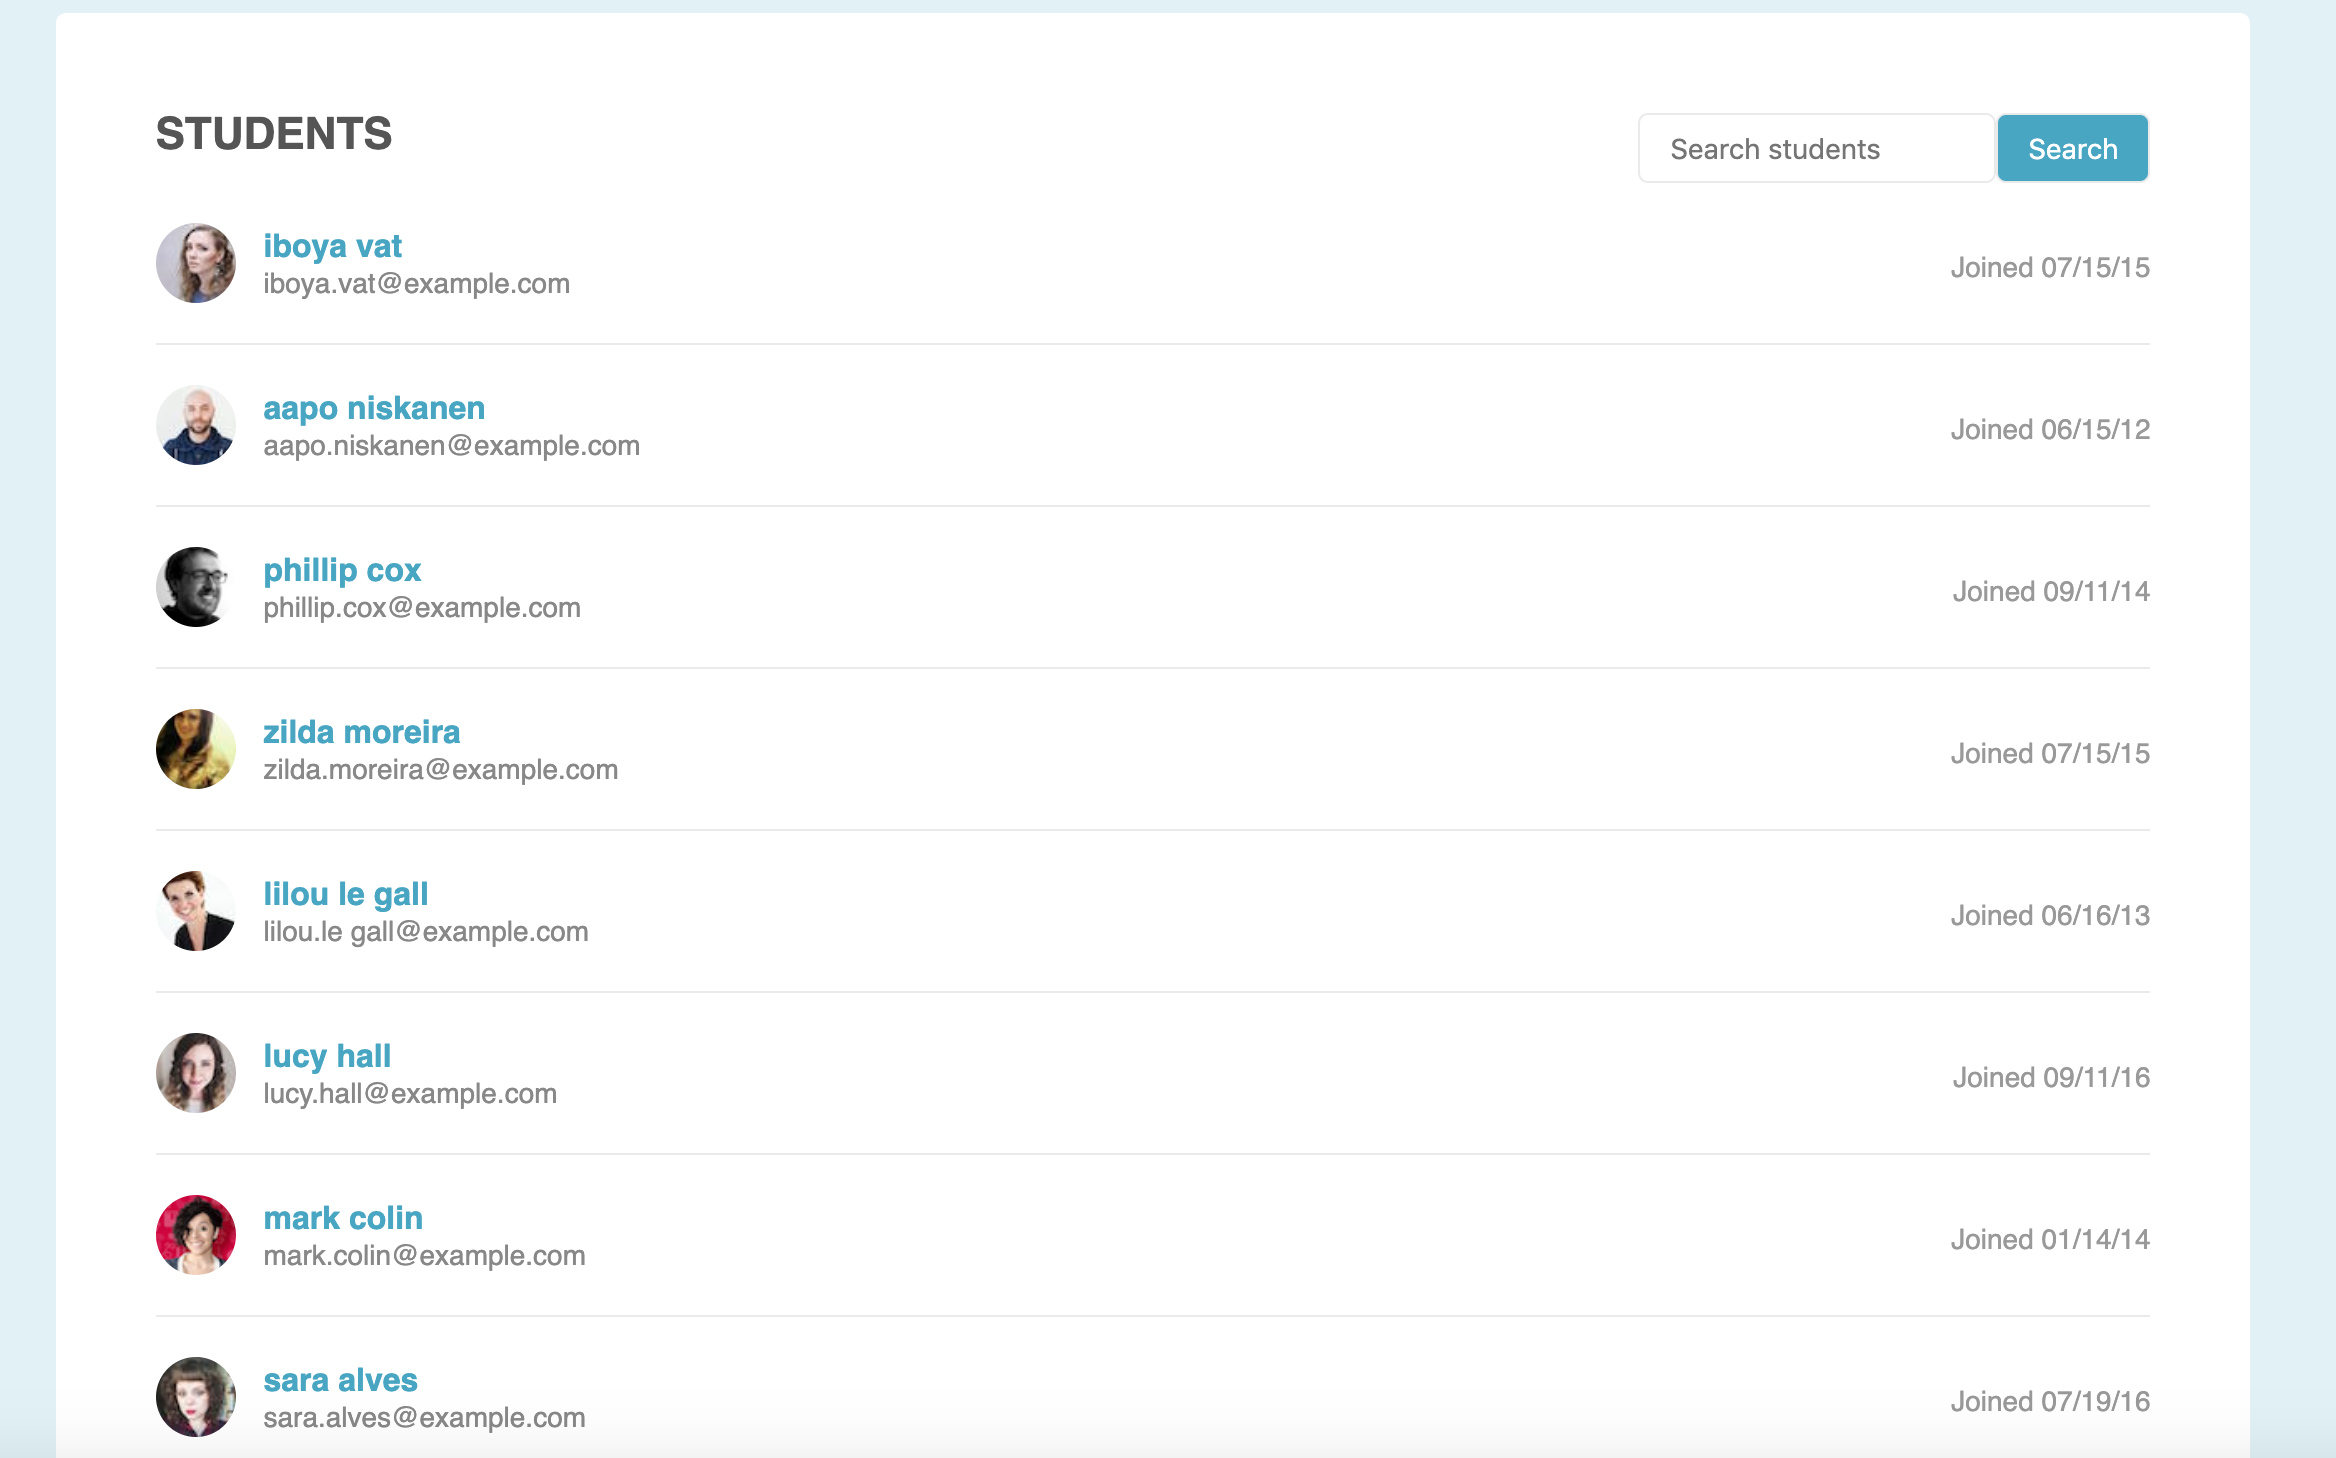 STUDENTS
Search students
Search
iboya vat
iboya.vat@example.com
Joined 07/15/15
aapo niskanen
aapo.niskanen@example.com
Joined 06/15/12
phillip cox
phillip.cox@example.com
Joined 09/11/14
zilda moreira
zilda.moreira@example.com
Joined 07/15/15
lilou le gall
lilou.le gall@example.com
Joined 06/16/13
lucy hall
lucy.hall@example.com
Joined 09/11/16
mark colin
mark.colin@example.com
Joined 01/14/14
sara alves
sara.alves@example.com
Joined 07/19/16